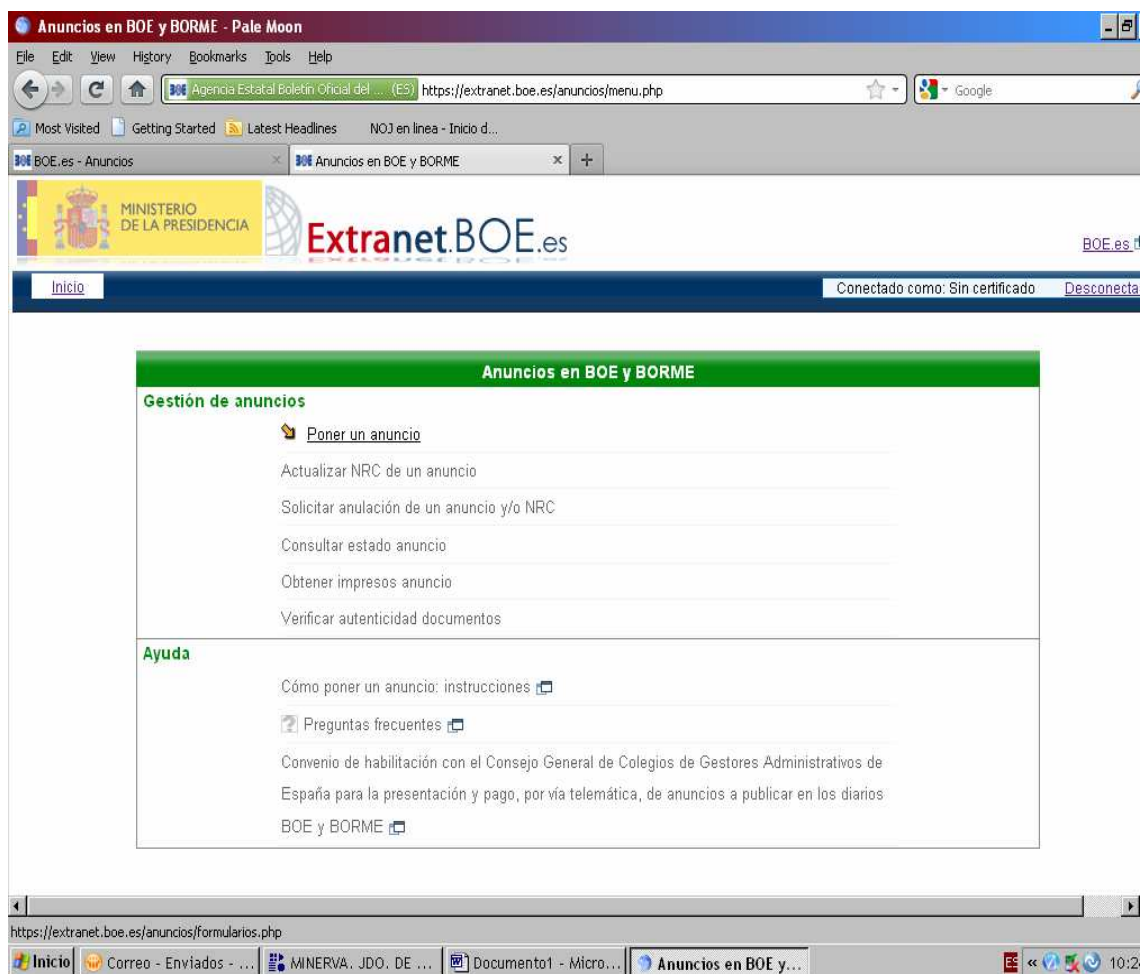 Anuncios en BOE y BORME - Pale Moon
File Edit View History Bookmarks Tools Help
BOE Agencia Estatal Boletín Oficial del ... (ES) https://extranet.boe.es/anuncios/menu.php Google
Most Visited Getting Started Latest Headlines NOJ en linea - Inicio d...
BOE BOE.es - Anuncios BOE Anuncios en BOE y BORME
MINISTERIO
DE LA PRESIDENCIA
Extranet.BOE.es
BOE.es
Inicio Conectado como: Sin certificado Desconecta
Anuncios en BOE y BORME
Gestión de anuncios
Poner un anuncio
Actualizar NRC de un anuncio
Solicitar anulación de un anuncio y/o NRC
Consultar estado anuncio
Obtener impresos anuncio
Verificar autenticidad documentos
Ayuda
Cómo poner un anuncio: instrucciones
? Preguntas frecuentes
Convenio de habilitación con el Consejo General de Colegios de Gestores Administrativos de
España para la presentación y pago, por vía telemática, de anuncios a publicar en los diarios
BOE y BORME
https://extranet.boe.es/anuncios/formularios.php
Inicio Correo - Enviados - ... MINERVA. JDO. DE ... Documento1 - Micro... Anuncios en BOE y... ES «